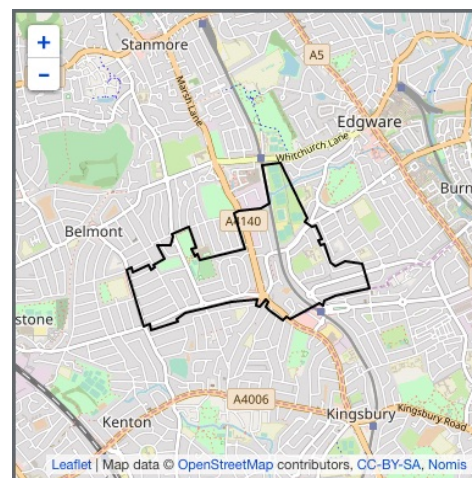 +
−
Stanmore
A5
Marsh Lane
Edgware
Whitchurch Lane
Burn
A4140
Belmont
stone
A4006
Kenton
Kingsbury
Kingsbury Road
Leaflet | Map data © OpenStreetMap contributors, CC-BY-SA, Nomis